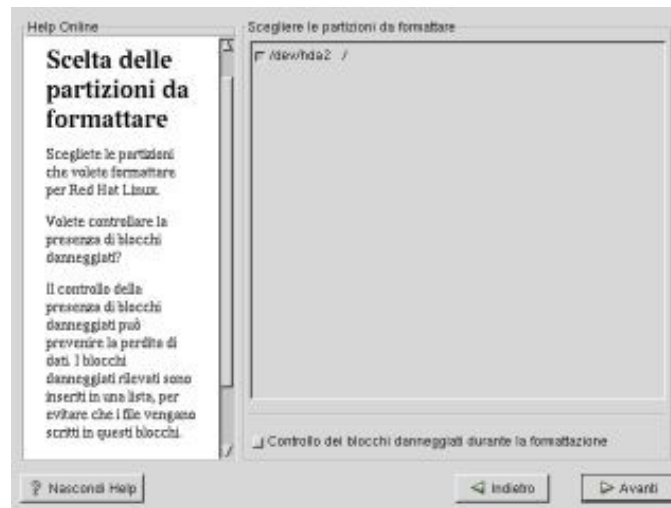 Help Online
Scelta delle
partizioni da
formattare
Scegliete le partizioni
che volete formattare
per Red Hat Linux.
Volete controllare la
presenza di blocchi
danneggiati?
Il controllo della
presenza di blocchi
danneggiati può
prevenire la perdita di
dati. I blocchi
danneggiati rilevati sono
inseriti in una lista, per
evitare che i file vengano
scritti in questi blocchi.
Scegliere le partizioni da formattare
/dev/hda2 /
Controllo dei blocchi danneggiati durante la formattazione
? Nascondi Help
Indietro
Avanti